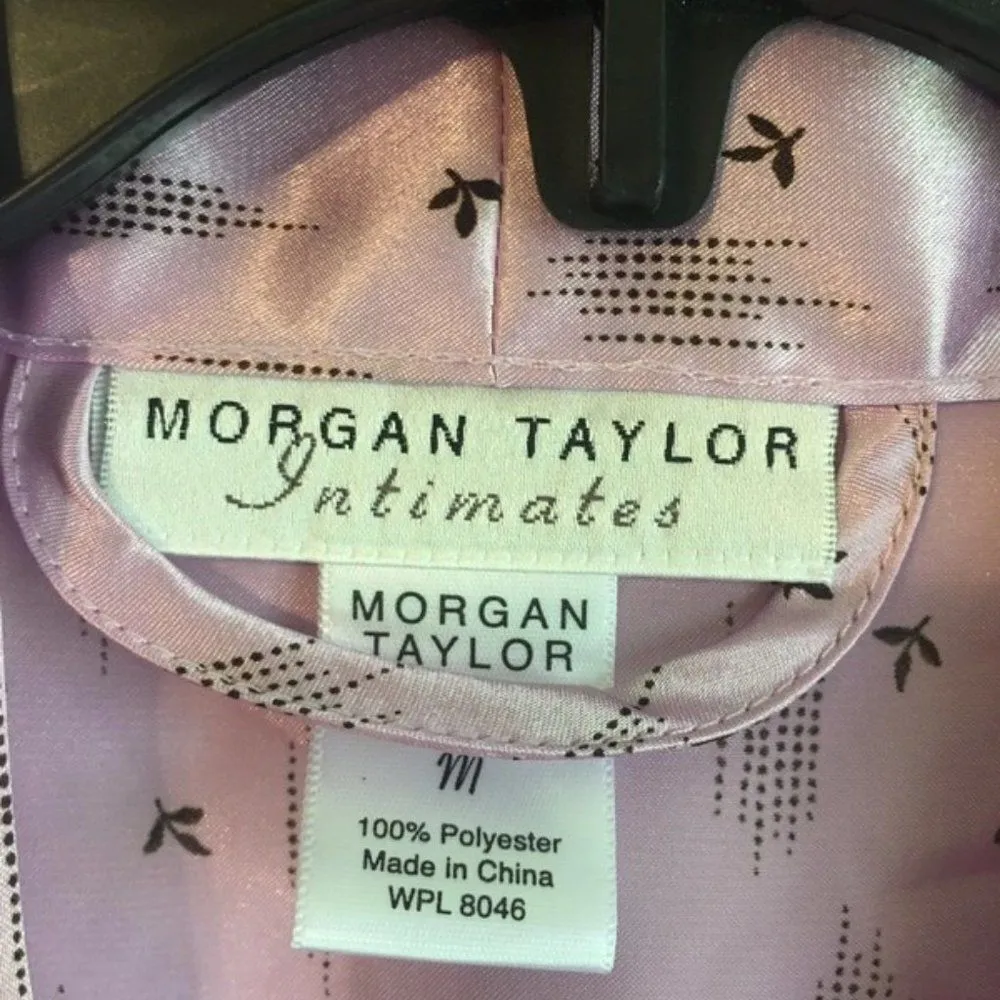 MORGAN TAYLOR
Intimates
MORGAN
TAYLOR
M
100% Polyester
Made in China
WPL 8046